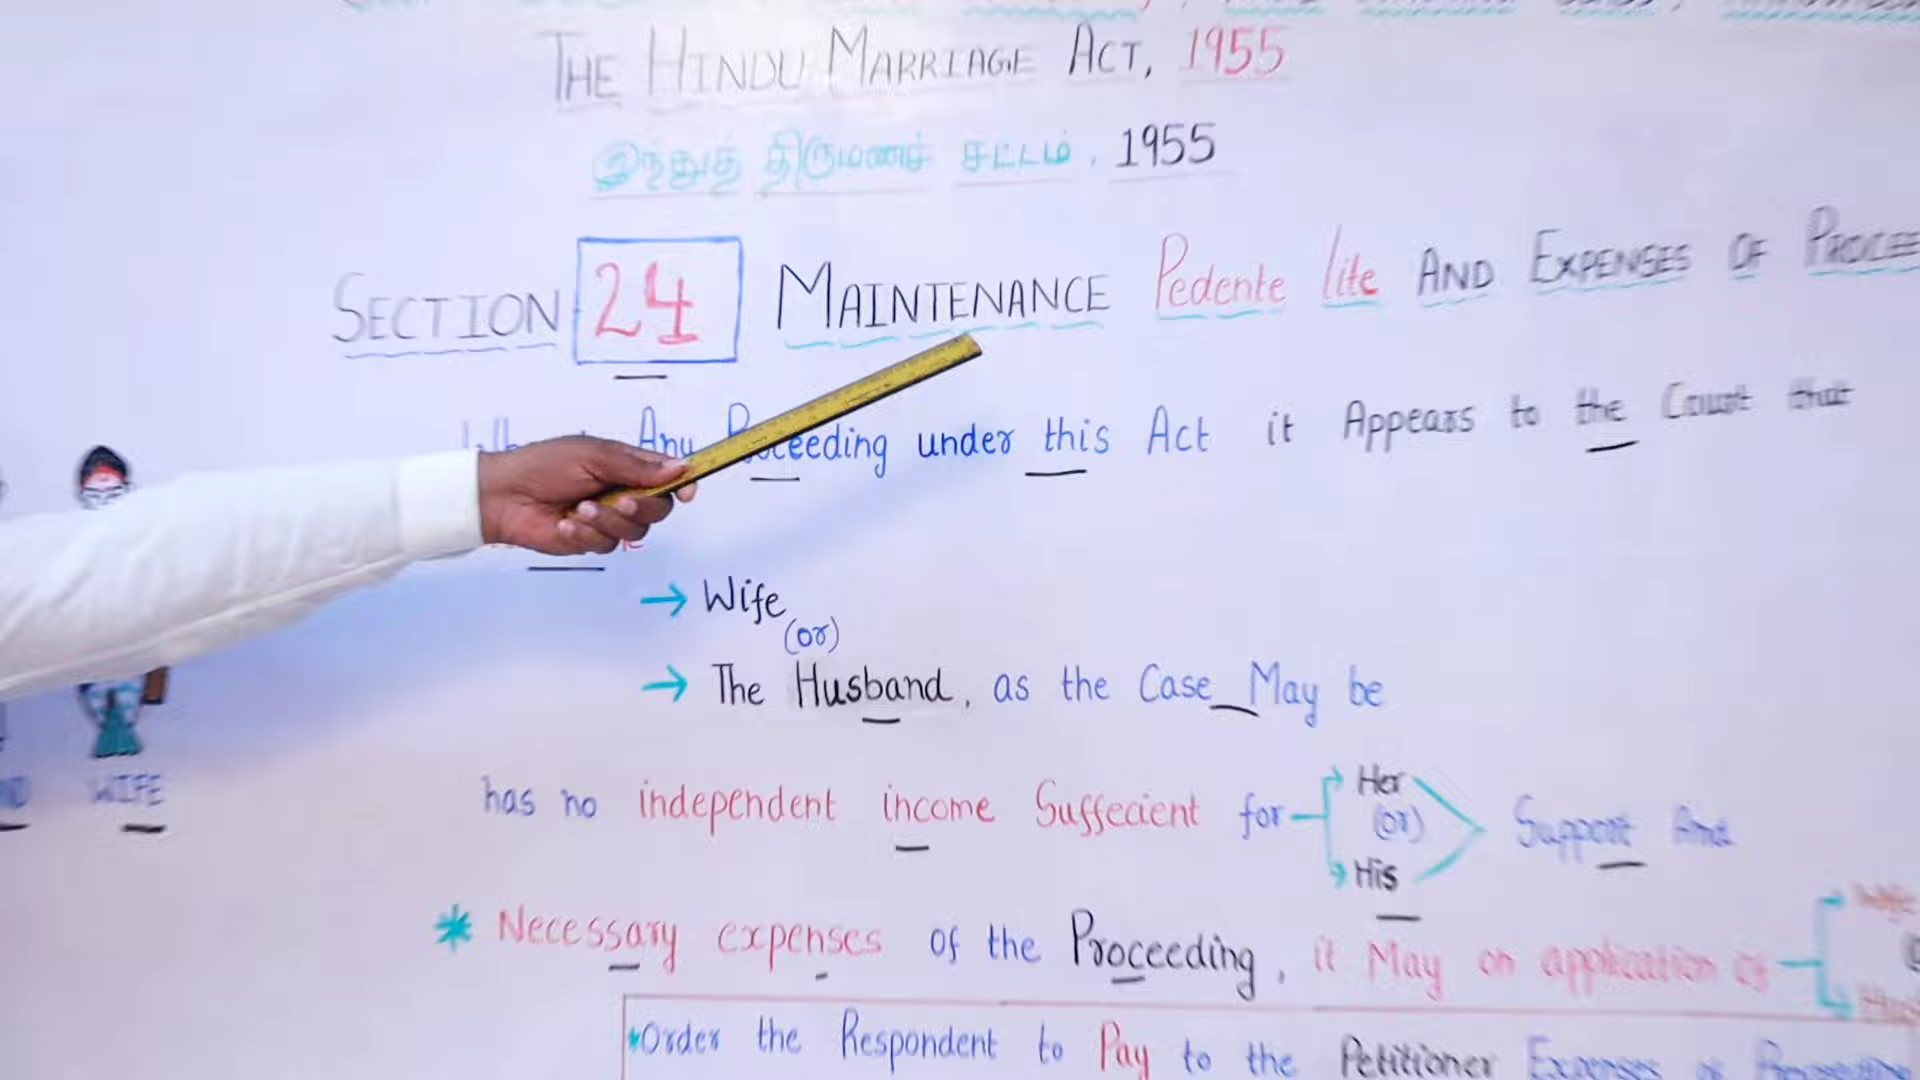 THE HINDU MARRIAGE ACT, 1955
இந்துத் திருமணச் சட்டம், 1955
SECTION 24 MAINTENANCE Pedente lite AND EXPENSES OF PROCEE
Any Proceeding under this Act it Appears to the Court that
→ Wife
(or)
→ The Husband, as the Case May be
WIFE
has no independent income Suffecient for Her (or) His Support And
* Necessary expenses of the Proceeding, it May on application of
*Order the Respondent to Pay to the Petitioner Expenses of Proceeding